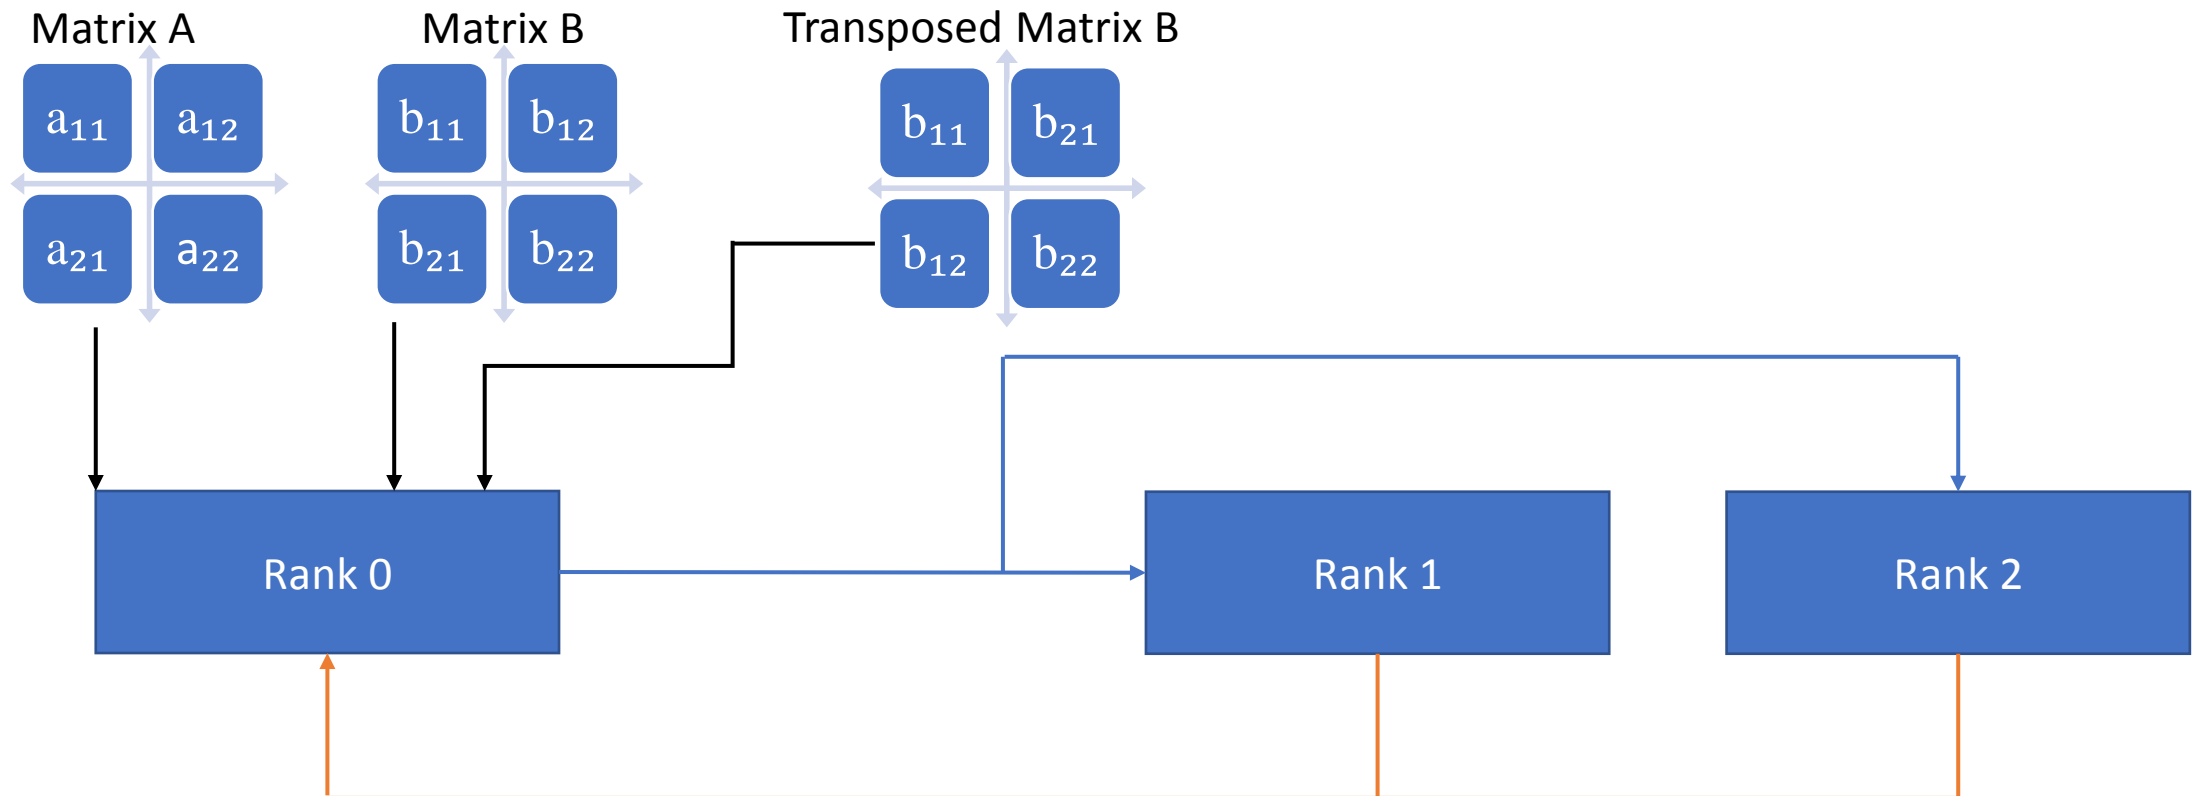 Matrix A
Matrix B
Transposed Matrix B
a₁₁ a₁₂
a₂₁ a₂₂
b₁₁ b₁₂
b₂₁ b₂₂
b₁₁ b₂₁
b₁₂ b₂₂
Rank 0
Rank 1
Rank 2